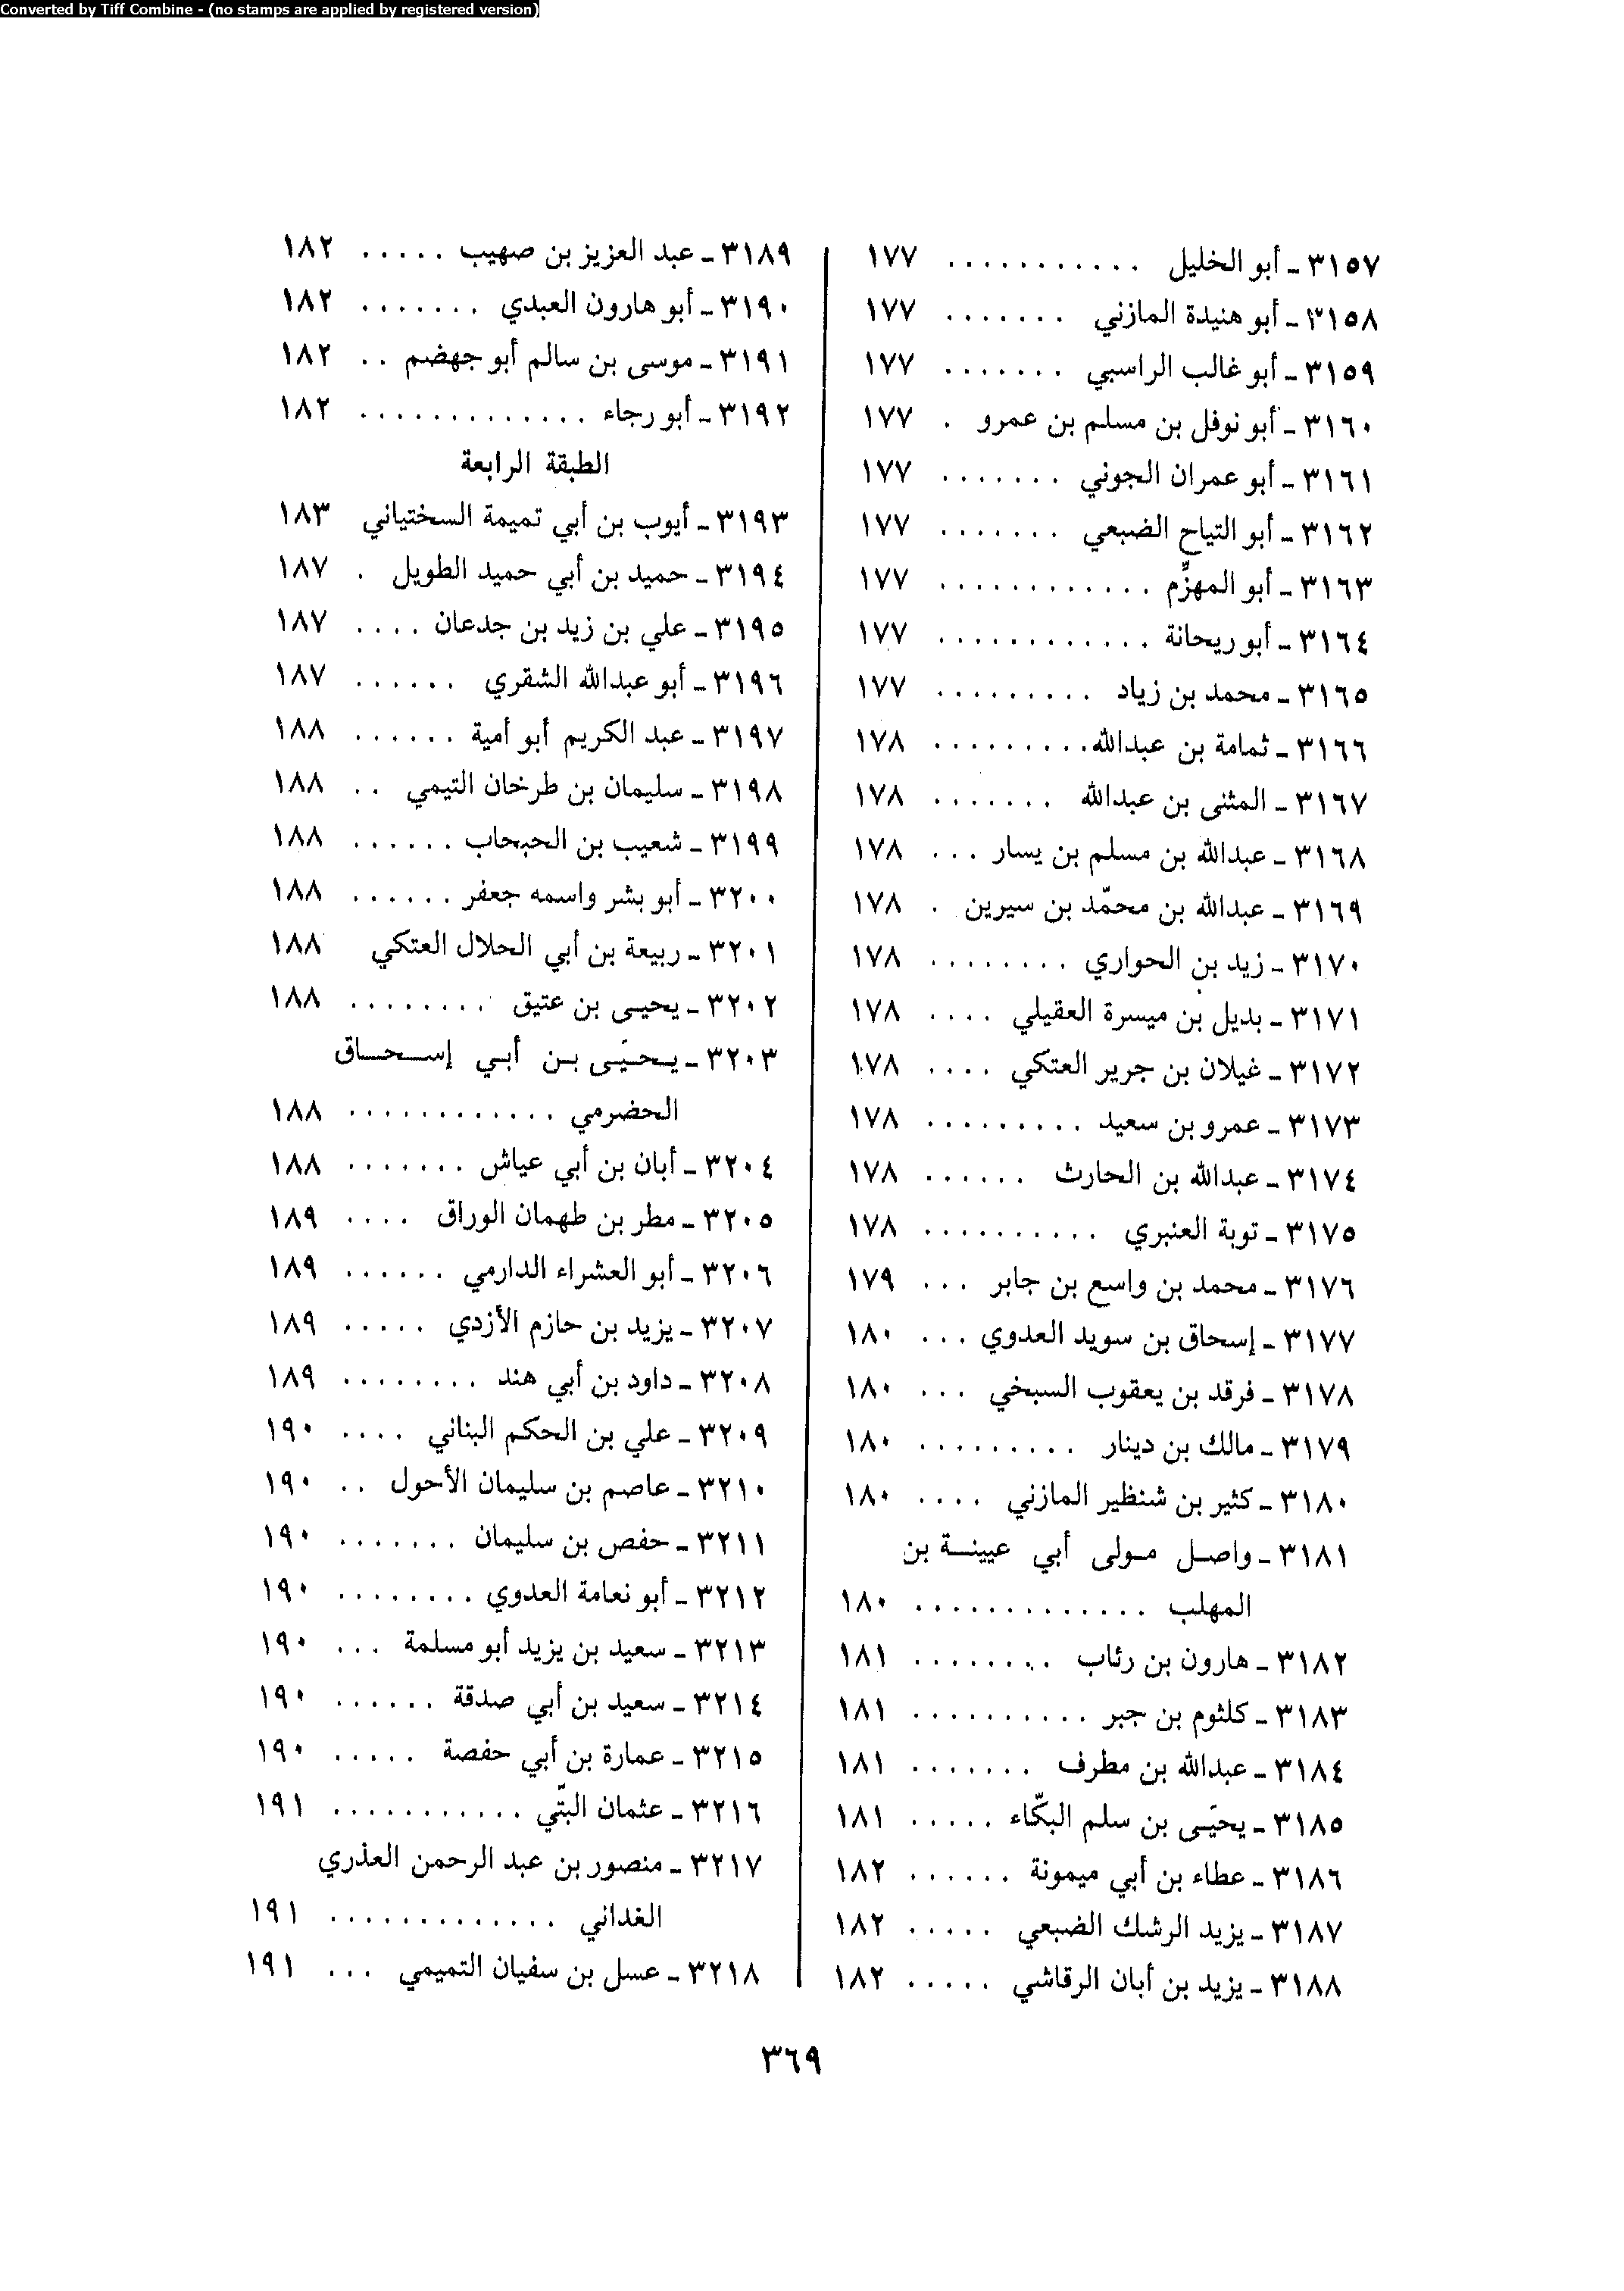 Converted by Tiff Combine - (no stamps are applied by registered version)
٣١٥٧ - أبو الخليل ........... ١٧٧
٣١٥٨ - أبو هنيدة المازني ....... ١٧٧
٣١٥٩ - أبو غالب الراسبي ....... ١٧٧
٣١٦٠ - أبو نوفل بن مسلم بن عمرو . ١٧٧
٣١٦١ - أبو عمران الجوني ....... ١٧٧
٣١٦٢ - أبو التياح الضبعي ....... ١٧٧
٣١٦٣ - أبو المهزِّم ............ ١٧٧
٣١٦٤ - أبو ريحانة ............ ١٧٧
٣١٦٥ - محمد بن زياد ......... ١٧٧
٣١٦٦ - ثمامة بن عبدالله......... ١٧٨
٣١٦٧ - المثنى بن عبدالله ....... ١٧٨
٣١٦٨ - عبدالله بن مسلم بن يسار ... ١٧٨
٣١٦٩ - عبدالله بن محمّد بن سيرين . ١٧٨
٣١٧٠ - زيد بن الحواري ........ ١٧٨
٣١٧١ - بديل بن ميسرة العقيلي .... ١٧٨
٣١٧٢ - غيلان بن جرير العتكي .... ١٧٨
٣١٧٣ - عمرو بن سعيد ......... ١٧٨
٣١٧٤ - عبدالله بن الحارث ...... ١٧٨
٣١٧٥ - توبة العنبري .......... ١٧٨
٣١٧٦ - محمد بن واسع بن جابر ... ١٧٩
٣١٧٧ - إسحاق بن سويد العدوي ... ١٨٠
٣١٧٨ - فرقد بن يعقوب السبخي ... ١٨٠
٣١٧٩ - مالك بن دينار ......... ١٨٠
٣١٨٠ - كثير بن شنظير المازني .... ١٨٠
٣١٨١ - واصل مولى أبي عيينة بن
المهلب ............. ١٨٠
٣١٨٢ - هارون بن رئاب ........ ١٨١
٣١٨٣ - كلثوم بن جبر .......... ١٨١
٣١٨٤ - عبدالله بن مطرف ....... ١٨١
٣١٨٥ - يحيَى بن سلم البكّاء ..... ١٨١
٣١٨٦ - عطاء بن أبي ميمونة ...... ١٨٢
٣١٨٧ - يزيد الرشك الضبعي ..... ١٨٢
٣١٨٨ - يزيد بن أبان الرقاشي ..... ١٨٢
٣١٨٩ - عبد العزيز بن صهيب ..... ١٨٢
٣١٩٠ - أبو هارون العبدي ....... ١٨٢
٣١٩١ - موسى بن سالم أبو جهضم .. ١٨٢
٣١٩٢ - أبو رجاء ............. ١٨٢
الطبقة الرابعة
٣١٩٣ - أيوب بن أبي تميمة السختياني ١٨٣
٣١٩٤ - حميد بن أبي حميد الطويل . ١٨٧
٣١٩٥ - علي بن زيد بن جدعان .... ١٨٧
٣١٩٦ - أبو عبدالله الشقري ...... ١٨٧
٣١٩٧ - عبد الكريم أبو أمية ...... ١٨٨
٣١٩٨ - سليمان بن طرخان التيمي .. ١٨٨
٣١٩٩ - شعيب بن الحبحاب ...... ١٨٨
٣٢٠٠ - أبو بشر واسمه جعفر ...... ١٨٨
٣٢٠١ - ربيعة بن أبي الحلال العتكي ١٨٨
٣٢٠٢ - يحيى بن عتيق ........ ١٨٨
٣٢٠٣ - يحيَى بن أبي إسحاق
الحضرمي ............ ١٨٨
٣٢٠٤ - أبان بن أبي عياش ....... ١٨٨
٣٢٠٥ - مطر بن طهمان الوراق .... ١٨٩
٣٢٠٦ - أبو العشراء الدارمي ...... ١٨٩
٣٢٠٧ - يزيد بن حازم الأزدي ..... ١٨٩
٣٢٠٨ - داود بن أبي هند ........ ١٨٩
٣٢٠٩ - علي بن الحكم البناني .... ١٩٠
٣٢١٠ - عاصم بن سليمان الأحول .. ١٩٠
٣٢١١ - حفص بن سليمان ....... ١٩٠
٣٢١٢ - أبو نعامة العدوي ........ ١٩٠
٣٢١٣ - سعيد بن يزيد أبو مسلمة ... ١٩٠
٣٢١٤ - سعيد بن أبي صدقة ...... ١٩٠
٣٢١٥ - عمارة بن أبي حفصة ..... ١٩٠
٣٢١٦ - عثمان البتّي ........... ١٩١
٣٢١٧ - منصور بن عبد الرحمن العذري
الغداني ............. ١٩١
٣٢١٨ - عسل بن سفيان التميمي ... ١٩١
٣٦٩